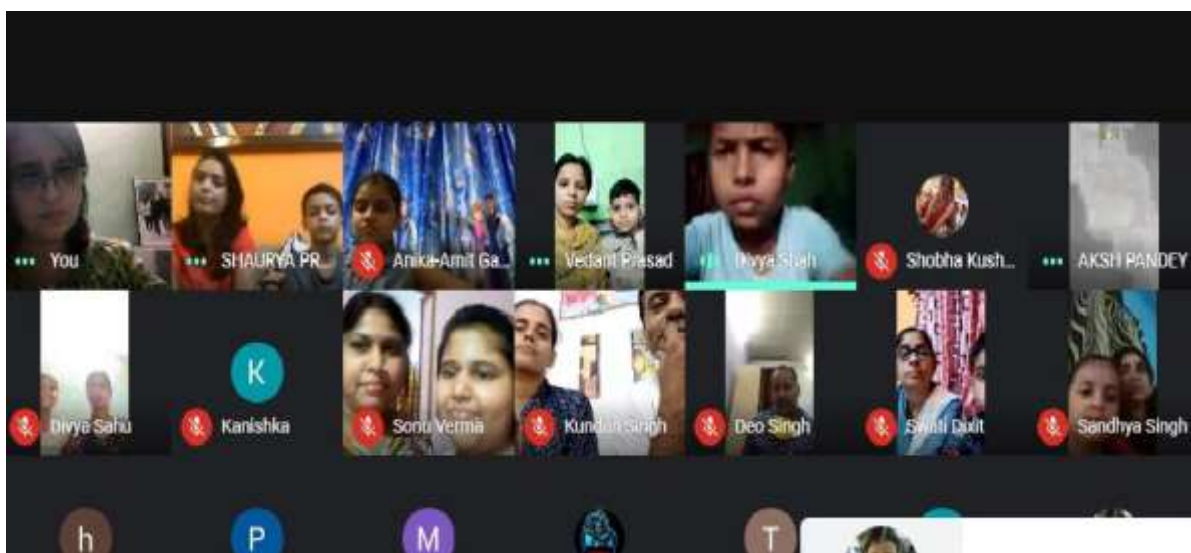 You SHAURYA PR... Anika-Amit Ga... Vedant Prasad Divya Shah Shobha Kush... AKSH PANDEY
Divya Sahu K Kanishka Sonu Verma Kundan Singh Deo Singh Swati Dixit Sandhya Singh
h P M T